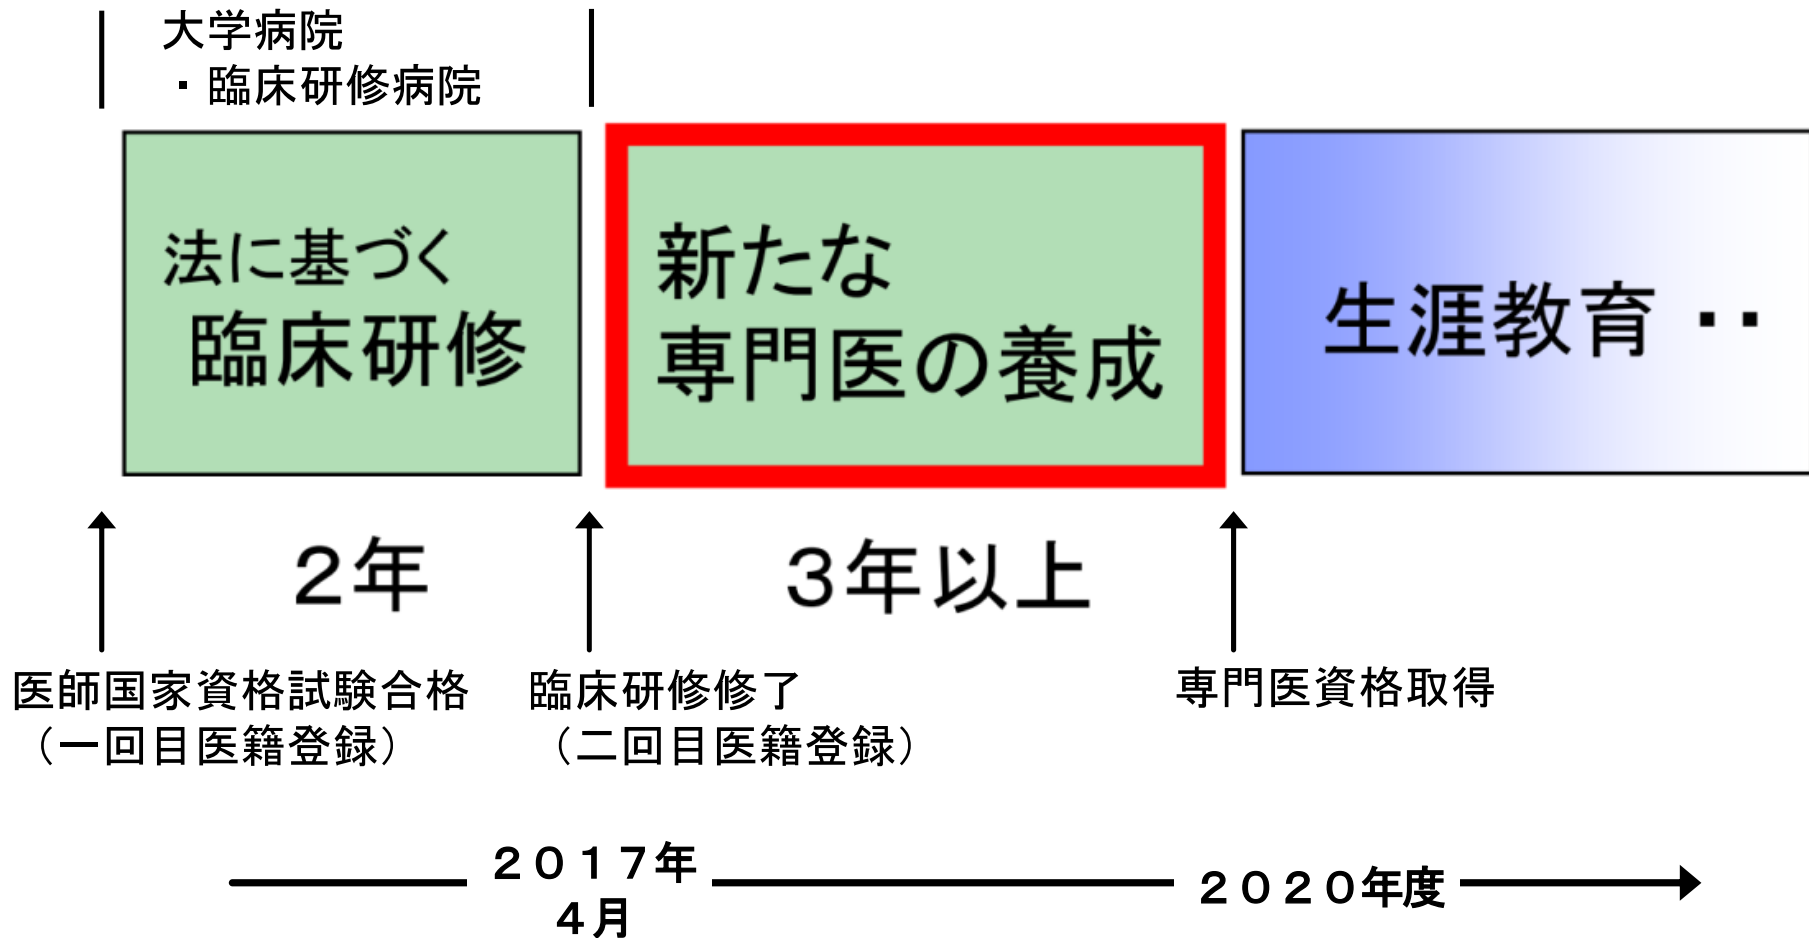 大学病院
・臨床研修病院
法に基づく
臨床研修
新たな
専門医の養成
生涯教育・・
２年
３年以上
医師国家資格試験合格
（一回目医籍登録）
臨床研修修了
（二回目医籍登録）
専門医資格取得
２０１７年
４月
２０２０年度